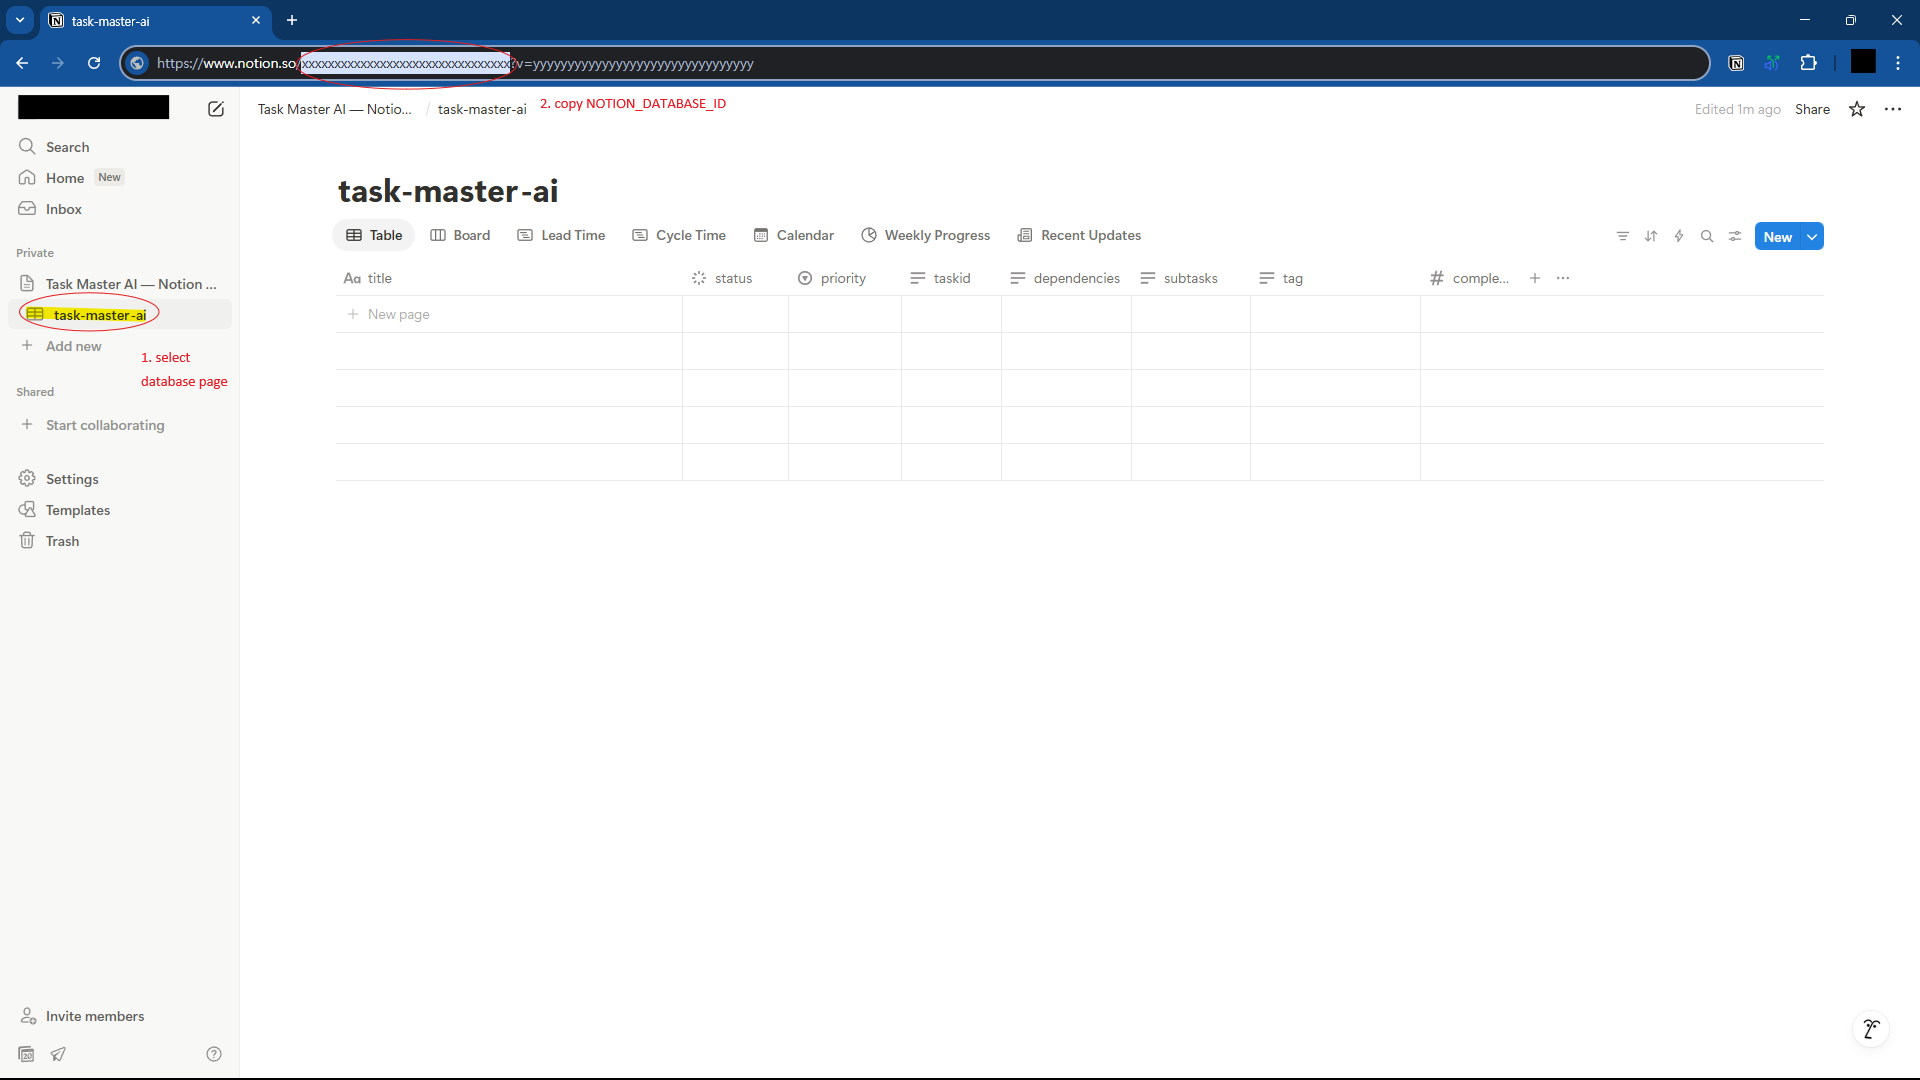 task-master-ai
https://www.notion.so/xxxxxxxxxxxxxxxxxxxxxxxxxxxxxxxx?v=yyyyyyyyyyyyyyyyyyyyyyyyyyyyyyyy
Task Master AI — Notio... / task-master-ai
2. copy NOTION_DATABASE_ID
Edited 1m ago
Share
Search
Home New
Inbox
Private
Task Master AI — Notion ...
task-master-ai
Add new
1. select
database page
Shared
Start collaborating
Settings
Templates
Trash
Invite members
task-master-ai
Table
Board
Lead Time
Cycle Time
Calendar
Weekly Progress
Recent Updates
New
Aa title
status
priority
taskid
dependencies
subtasks
tag
# comple...
New page